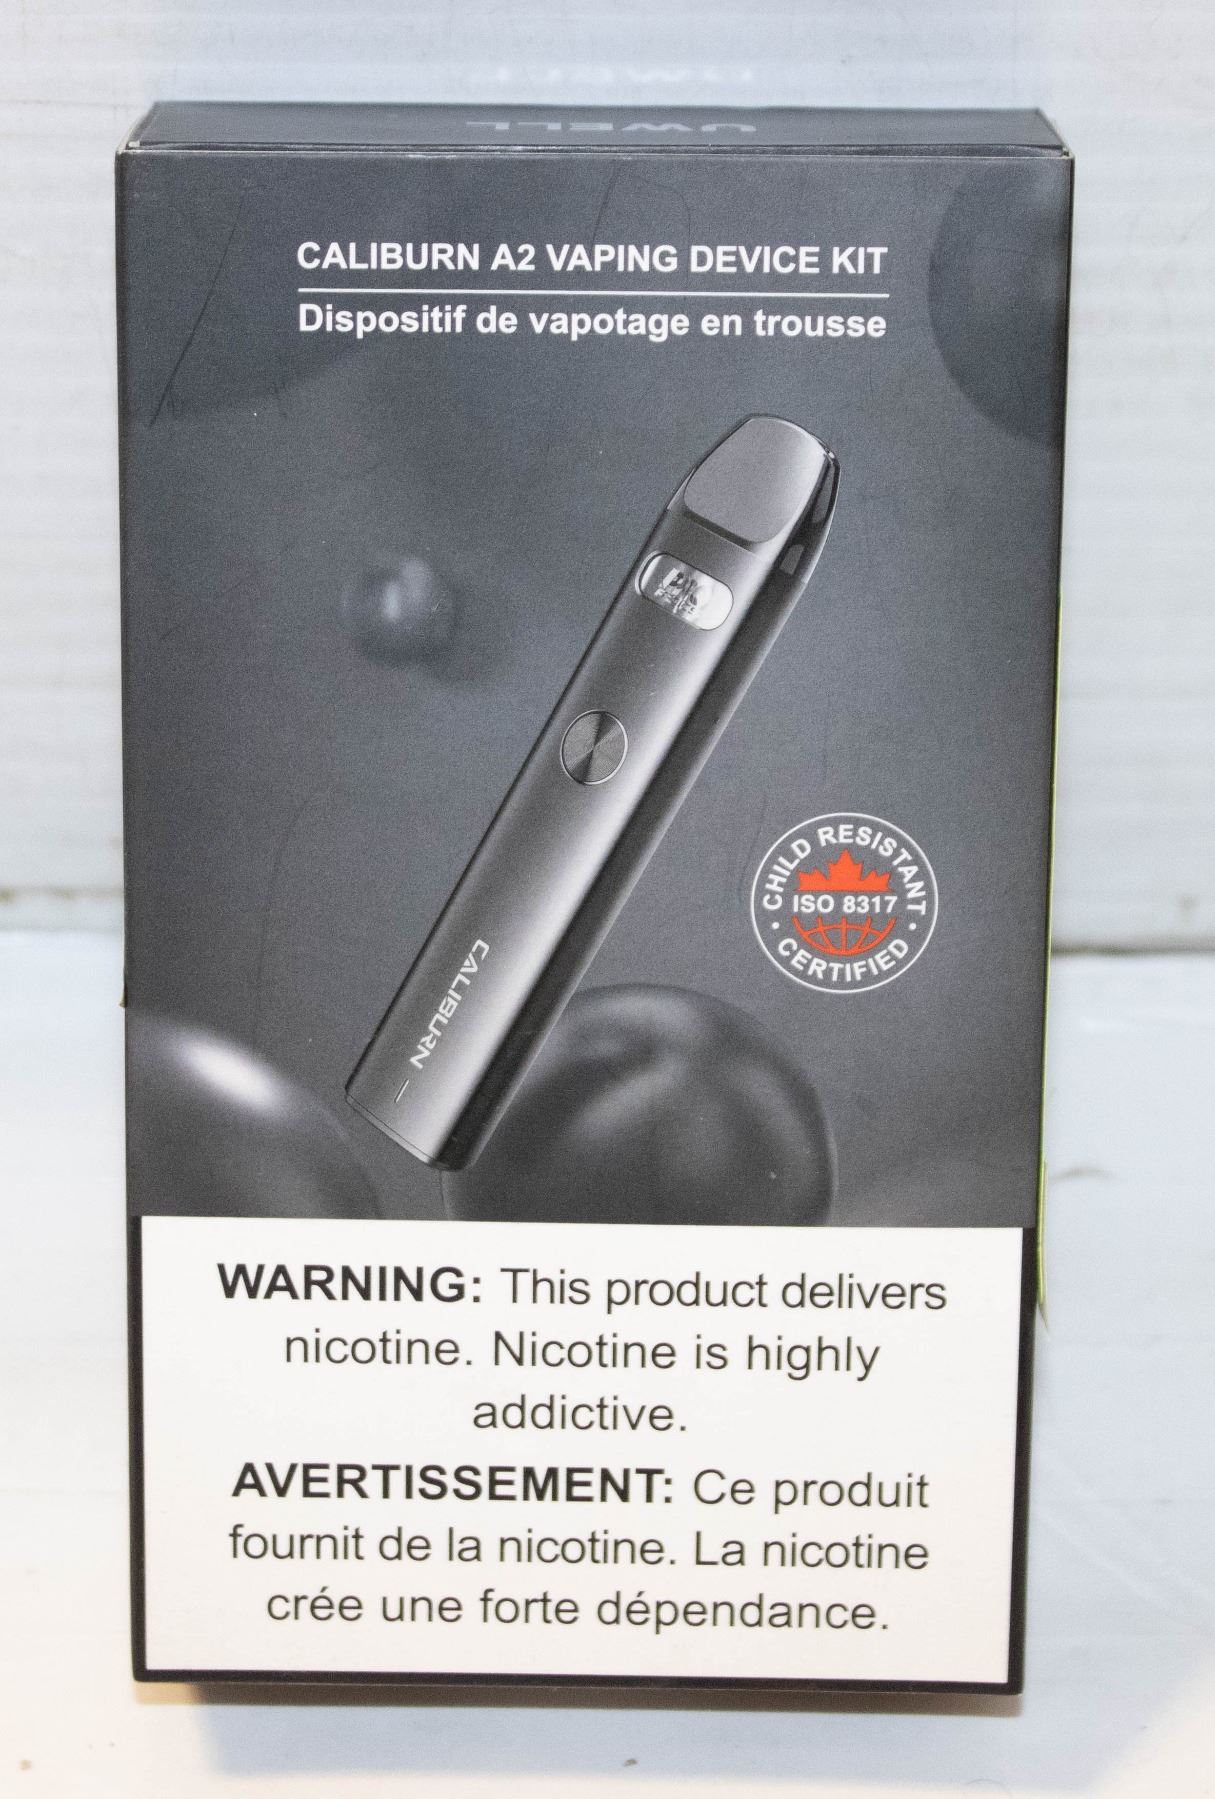 UWELL
CALIBURN A2 VAPING DEVICE KIT
Dispositif de vapotage en trousse
CALIBURN
CHILD RESISTANT
ISO 8317
CERTIFIED
WARNING: This product delivers
nicotine. Nicotine is highly
addictive.
AVERTISSEMENT: Ce produit
fournit de la nicotine. La nicotine
crée une forte dépendance.